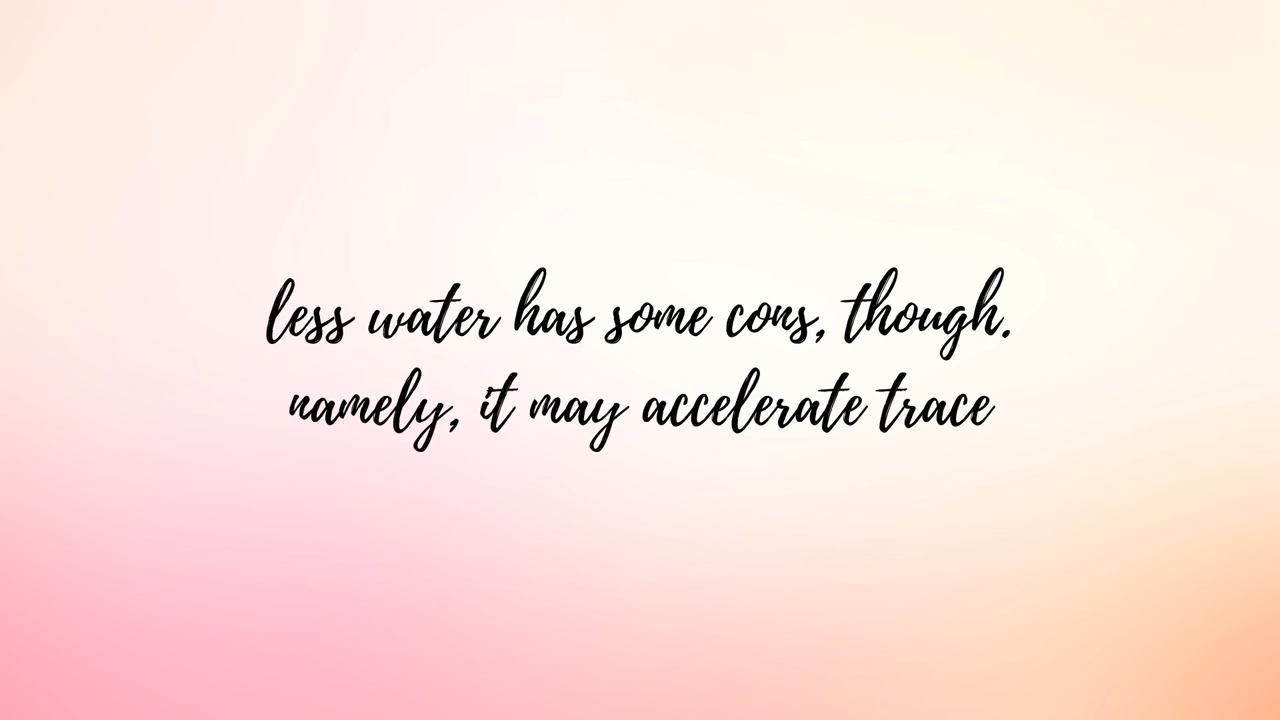 less water has some cons, though.
namely, it may accelerate trace